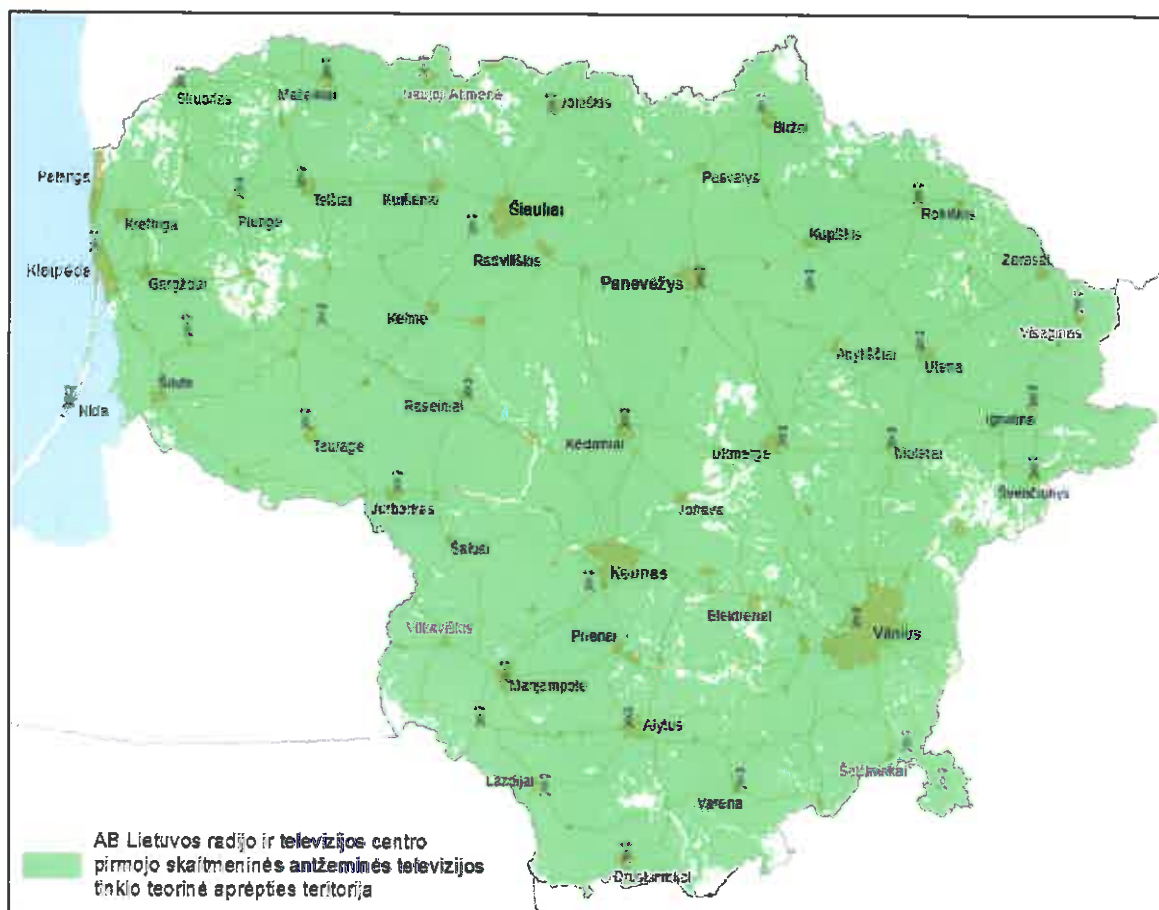 Skuodas
Mažeikiai
Naujoji Akmenė
Joniškis
Biržai
Palanga
Telšiai
Kuršėnai
Šiauliai
Pasvalys
Rokiškis
Kretinga
Plungė
Kupiškis
Radviliškis
Klaipėda
Gargždai
Panevėžys
Zarasai
Kelmė
Visaginas
Anykščiai
Utena
Šilutė
Nida
Raseiniai
Ignalina
Tauragė
Kėdainiai
Ukmergė
Molėtai
Švenčionys
Jurbarkas
Jonava
Šakiai
Kaunas
Elektrėnai
Vilkaviškis
Prienai
Vilnius
Marijampolė
Alytus
Šalčininkai
Lazdijai
Varėna
Druskininkai
AB Lietuvos radijo ir televizijos centro
pirmojo skaitmeninės antžeminės televizijos
tinklo teorinė aprėpties teritorija